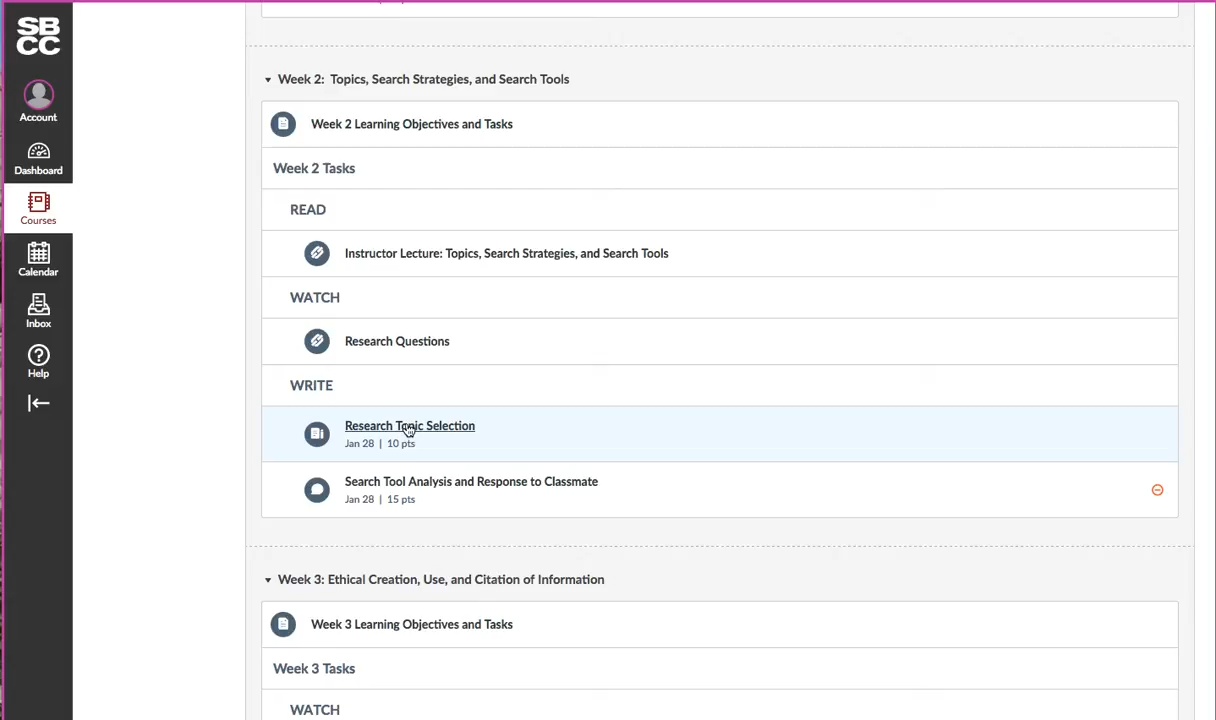 SB
CC
Account
Dashboard
Courses
Calendar
Inbox
Help
Week 2: Topics, Search Strategies, and Search Tools
Week 2 Learning Objectives and Tasks
Week 2 Tasks
READ
Instructor Lecture: Topics, Search Strategies, and Search Tools
WATCH
Research Questions
WRITE
Research Topic Selection
Jan 28 | 10 pts
Search Tool Analysis and Response to Classmate
Jan 28 | 15 pts
Week 3: Ethical Creation, Use, and Citation of Information
Week 3 Learning Objectives and Tasks
Week 3 Tasks
WATCH